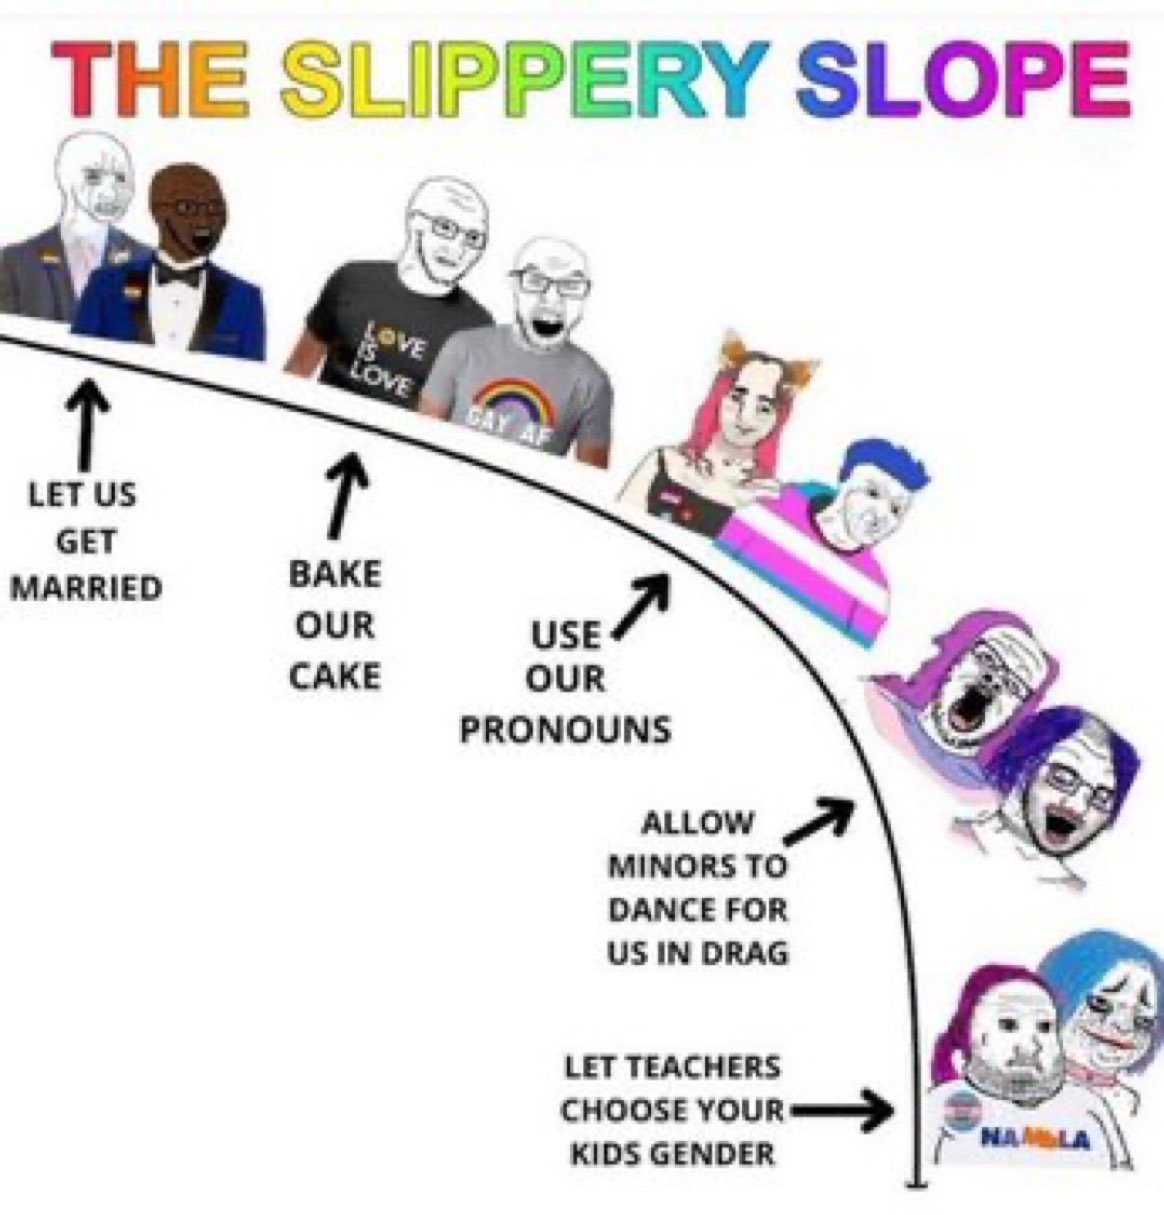 THE SLIPPERY SLOPE
LOVE
IS
LOVE
GAY AF
LET US
GET
MARRIED
BAKE
OUR
CAKE
USE
OUR
PRONOUNS
ALLOW
MINORS TO
DANCE FOR
US IN DRAG
LET TEACHERS
CHOOSE YOUR
KIDS GENDER
NAMbLA